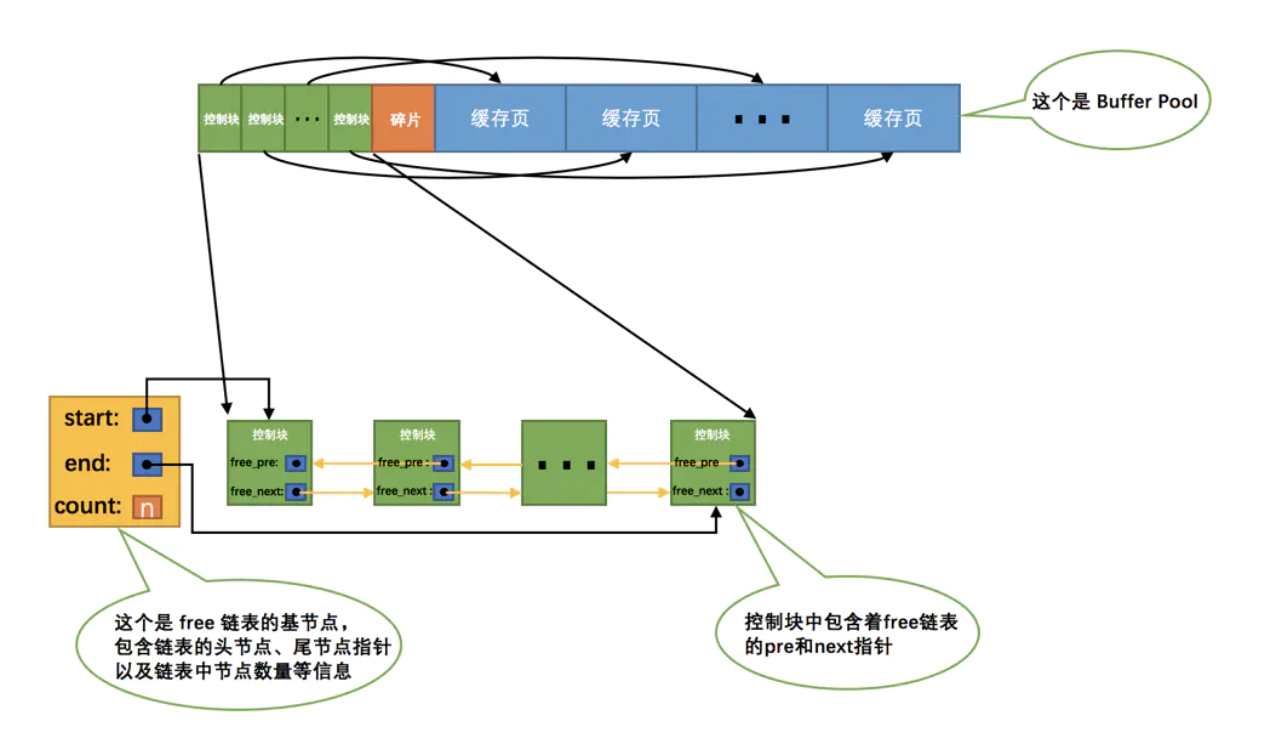 控制块 控制块 ··· 控制块 碎片 缓存页 缓存页 ··· 缓存页
这个是 Buffer Pool
start:
end:
count: n
控制块
free_pre:
free_next:
控制块
free_pre :
free_next :
···
控制块
free_pre
free_next :
这个是 free 链表的基节点，
包含链表的头节点、尾节点指针
以及链表中节点数量等信息
控制块中包含着free链表
的pre和next指针